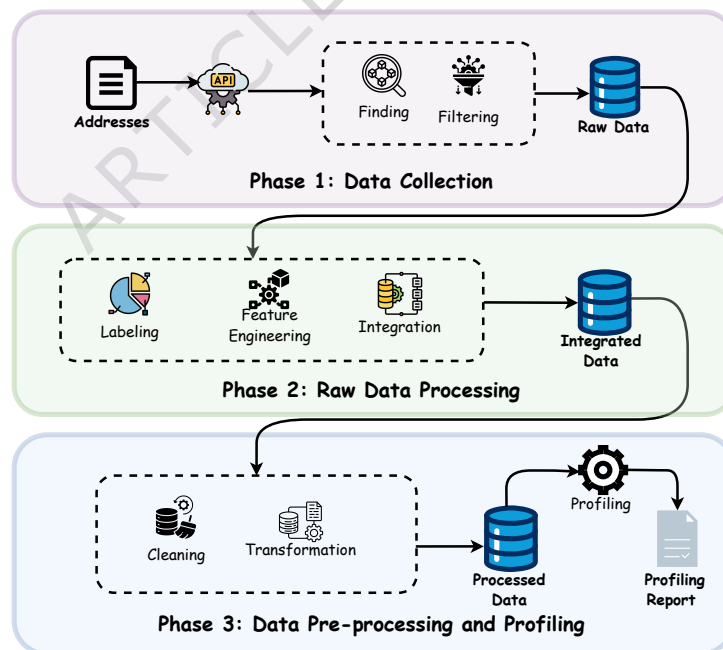 ARTICLE
API
Addresses
Finding
Filtering
Raw Data
Phase 1: Data Collection
Labeling
Feature
Engineering
Integration
Integrated
Data
Phase 2: Raw Data Processing
Cleaning
Transformation
Processed
Data
Profiling
Profiling
Report
Phase 3: Data Pre-processing and Profiling